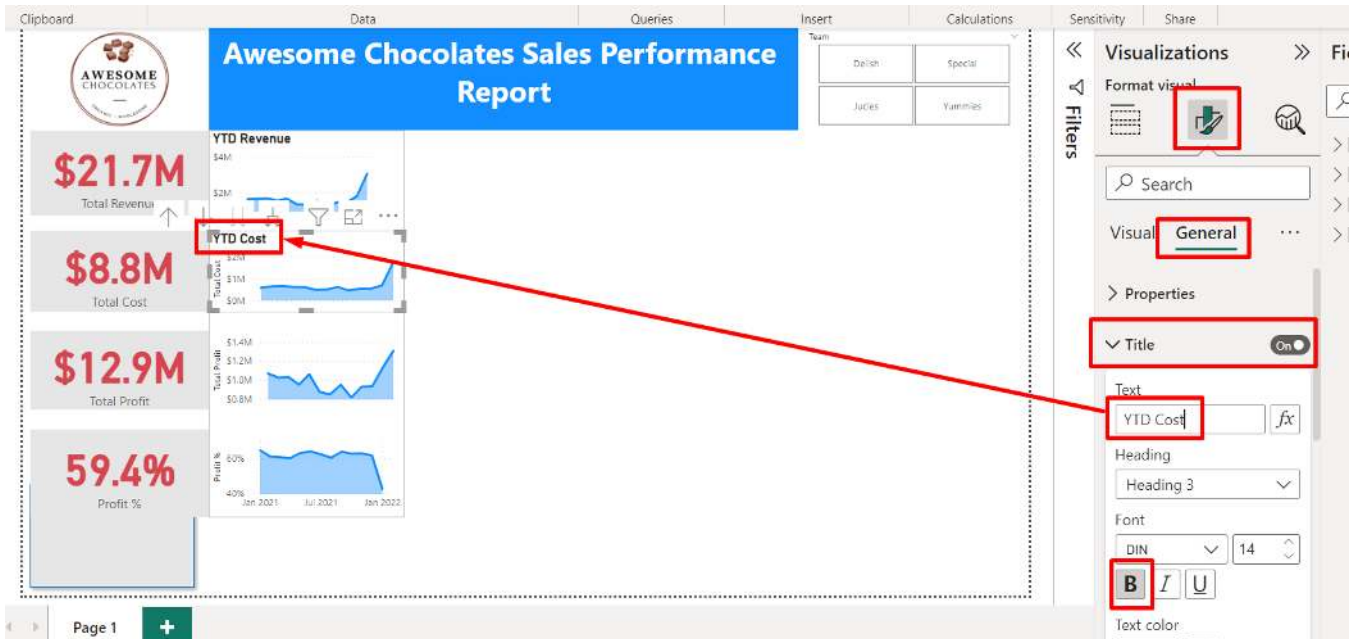 Clipboard
Data
Queries
Insert
Calculations
Sensitivity
Share
AWESOME
CHOCOLATES
Awesome Chocolates Sales Performance
Report
Team
Delish
Special
Jucies
Yummies
$21.7M
Total Revenu
YTD Revenue
$4M
$2M
$8.8M
Total Cost
YTD Cost
Total Cost
$2M
$1M
$0M
$12.9M
Total Profit
Total Profit
$1.4M
$1.2M
$1.0M
$0.8M
59.4%
Profit %
Profit %
60%
40%
Jan 2021
Jul 2021
Jan 2022
Page 1
+
Filters
Visualizations
Fi
Format visual
Search
Visual
General
...
Properties
Title
On
Text
YTD Cost
fx
Heading
Heading 3
Font
DIN
14
B
I
U
Text color